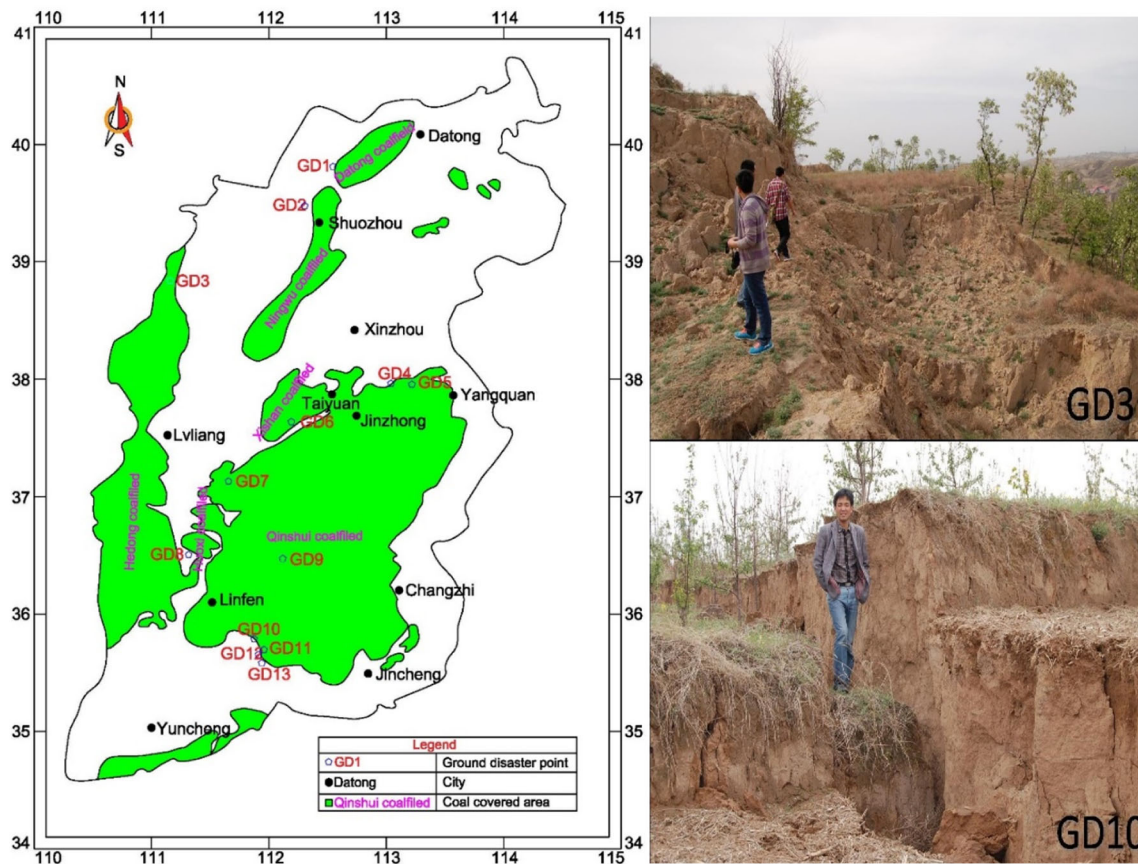 110 111 112 113 114 115
41
40
39
38
37
36
35
34
N
S
Datong
GD1
Datong coalfield
GD2
Shuozhou
GD3
Ningwu coalfiled
Xinzhou
GD4
GD5
Xishan coalfiled
Taiyuan
Yangquan
GD6
Jinzhong
Lvliang
GD7
Hedong coalfiled
Qinshui coalfiled
GD8
GD9
Changzhi
Linfen
GD10
GD11
GD12
GD13
Jincheng
Yuncheng
Legend
GD1 Ground disaster point
Datong City
Qinshui coalfiled Coal covered area
41
40
39
38
37
36
35
34
110 111 112 113 114 115
GD3
GD10